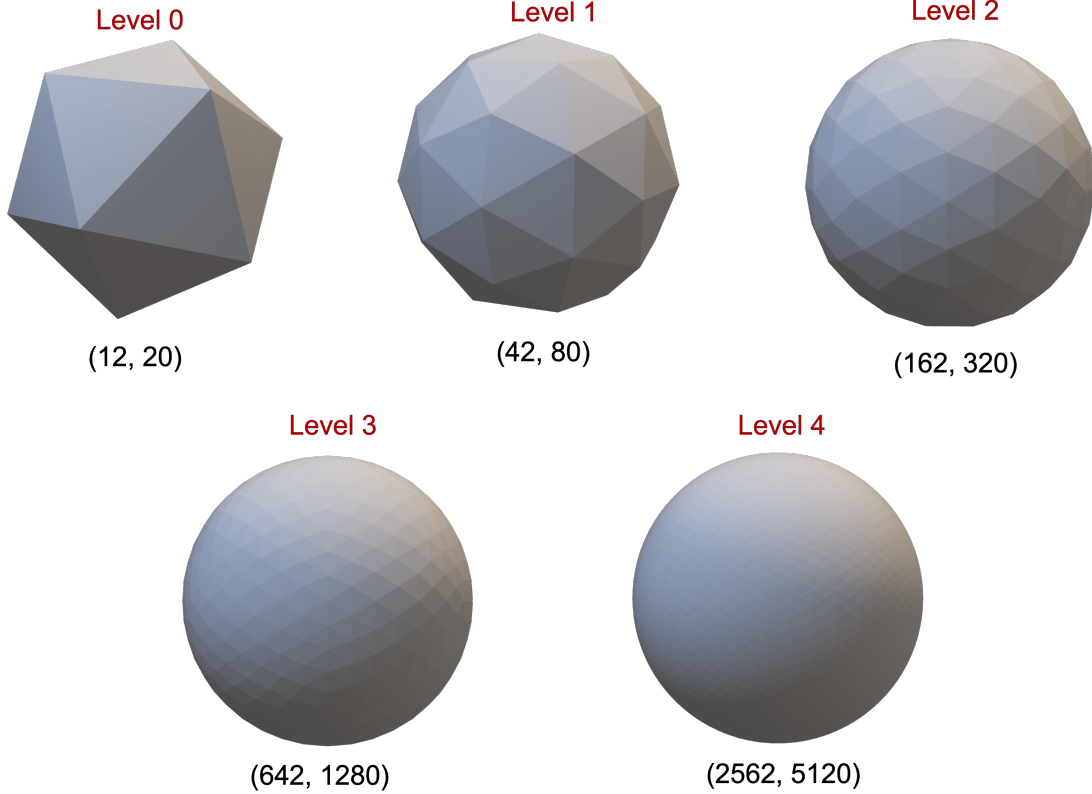 Level 0
Level 1
Level 2
(12, 20)
(42, 80)
(162, 320)
Level 3
Level 4
(642, 1280)
(2562, 5120)